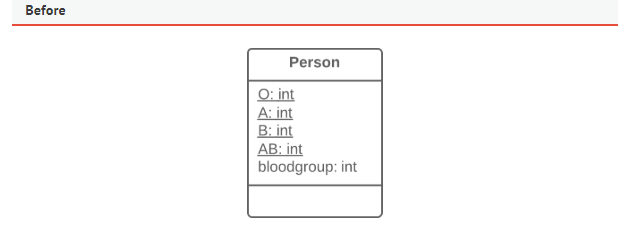 Before
Person
O: int
A: int
B: int
AB: int
bloodgroup: int